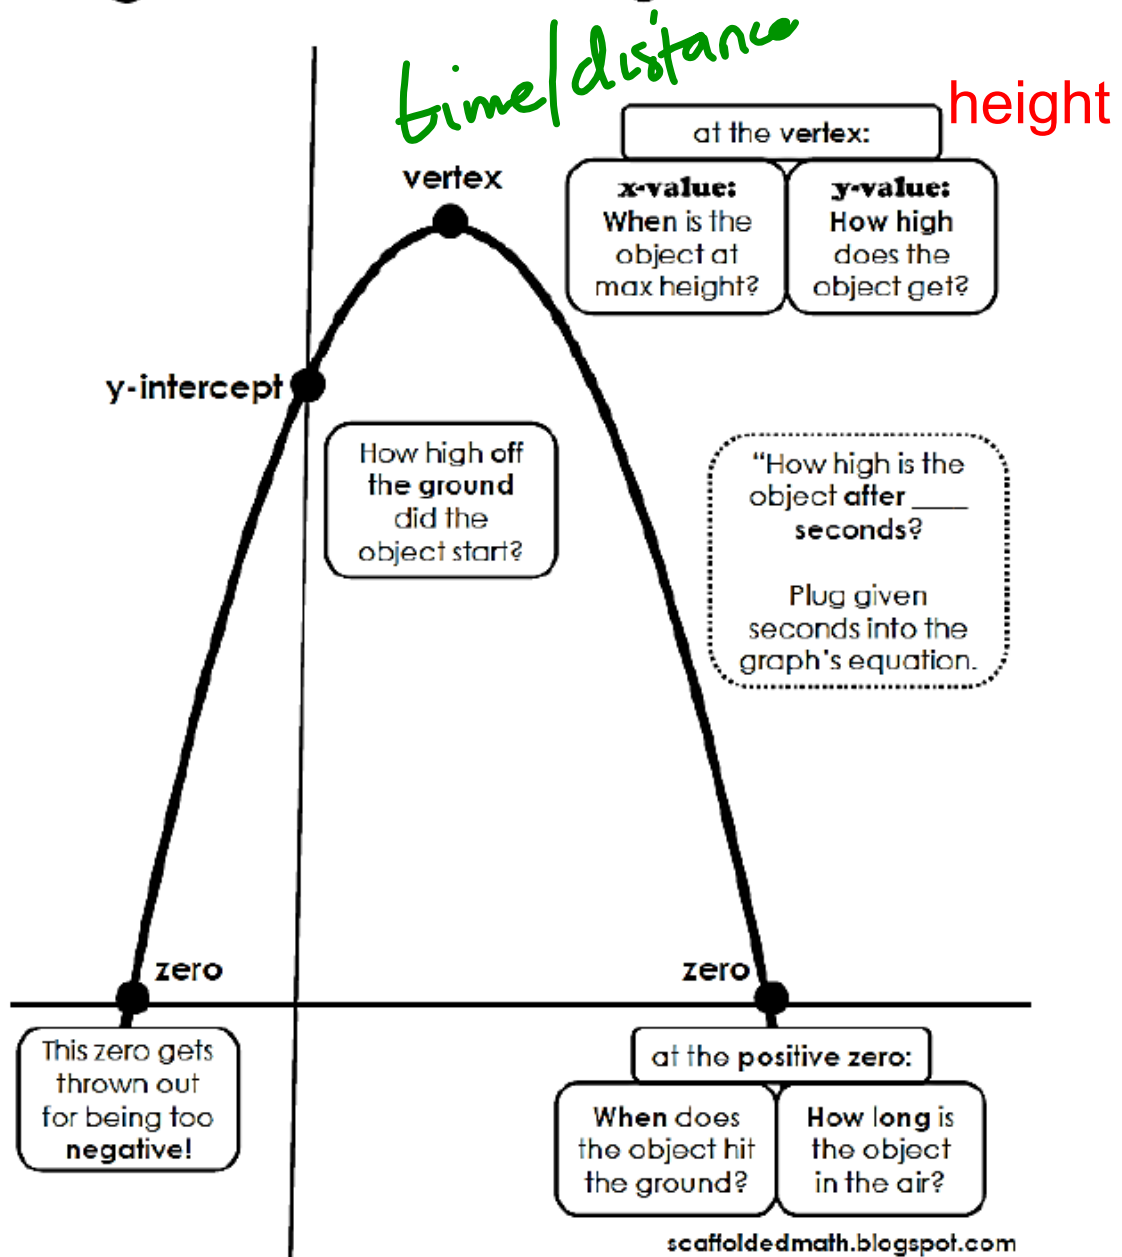 time/distance
height
at the vertex:
vertex
x-value:
When is the
object at
max height?
y-value:
How high
does the
object get?
y-intercept
How high off
the ground
did the
object start?
“How high is the
object after ____
seconds?
Plug given
seconds into the
graph's equation.
zero
zero
This zero gets
thrown out
for being too
negative!
at the positive zero:
When does
the object hit
the ground?
How long is
the object
in the air?
scaffoldedmath.blogspot.com